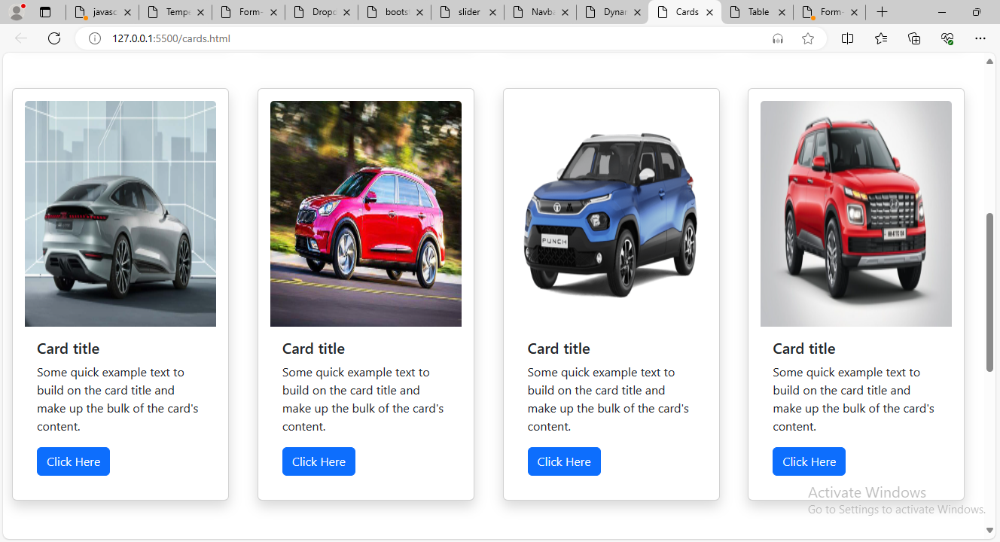 javasc
Tempe
Form-
Dropd
boots
slider
Navba
Dynar
Cards
Table
Form-
127.0.0.1:5500/cards.html
PUNCH
Card title
Some quick example text to
build on the card title and
make up the bulk of the card's
content.
Click Here
Card title
Some quick example text to
build on the card title and
make up the bulk of the card's
content.
Click Here
Card title
Some quick example text to
build on the card title and
make up the bulk of the card's
content.
Click Here
Card title
Some quick example text to
build on the card title and
make up the bulk of the card's
content.
Click Here
Activate Windows
Go to Settings to activate Windows.